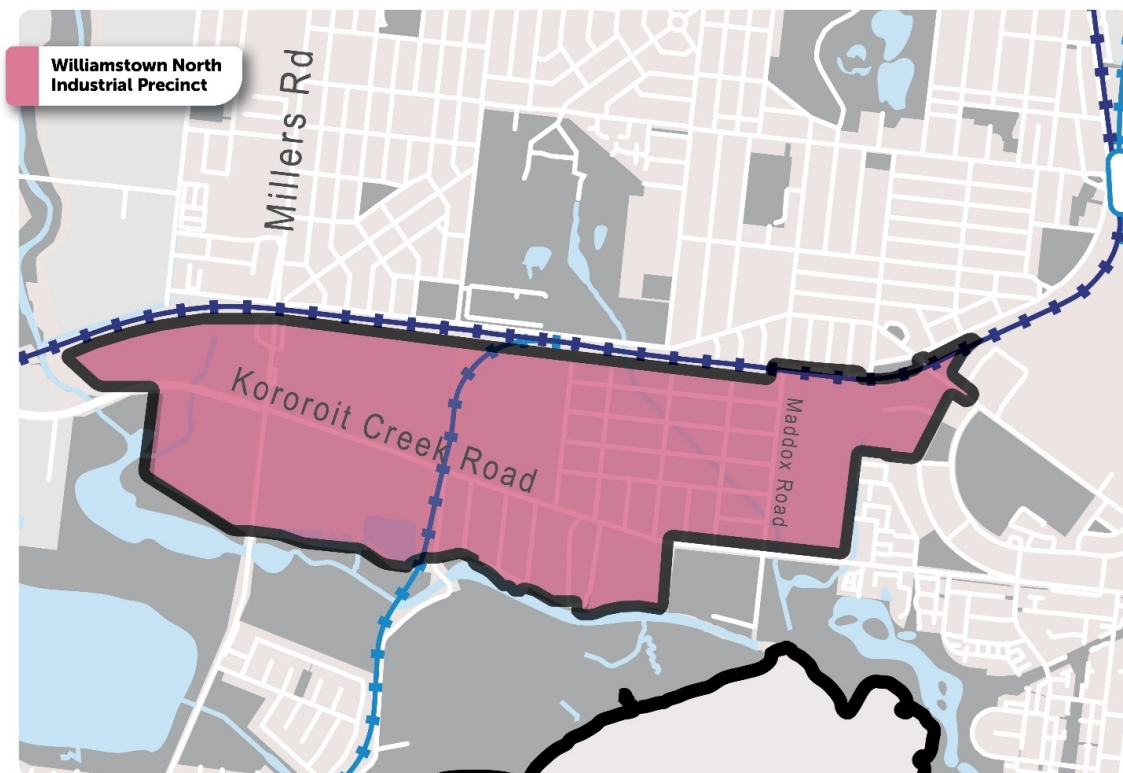 Williamstown North
Industrial Precinct
Millers Rd
Kororoit Creek Road
Maddox Road